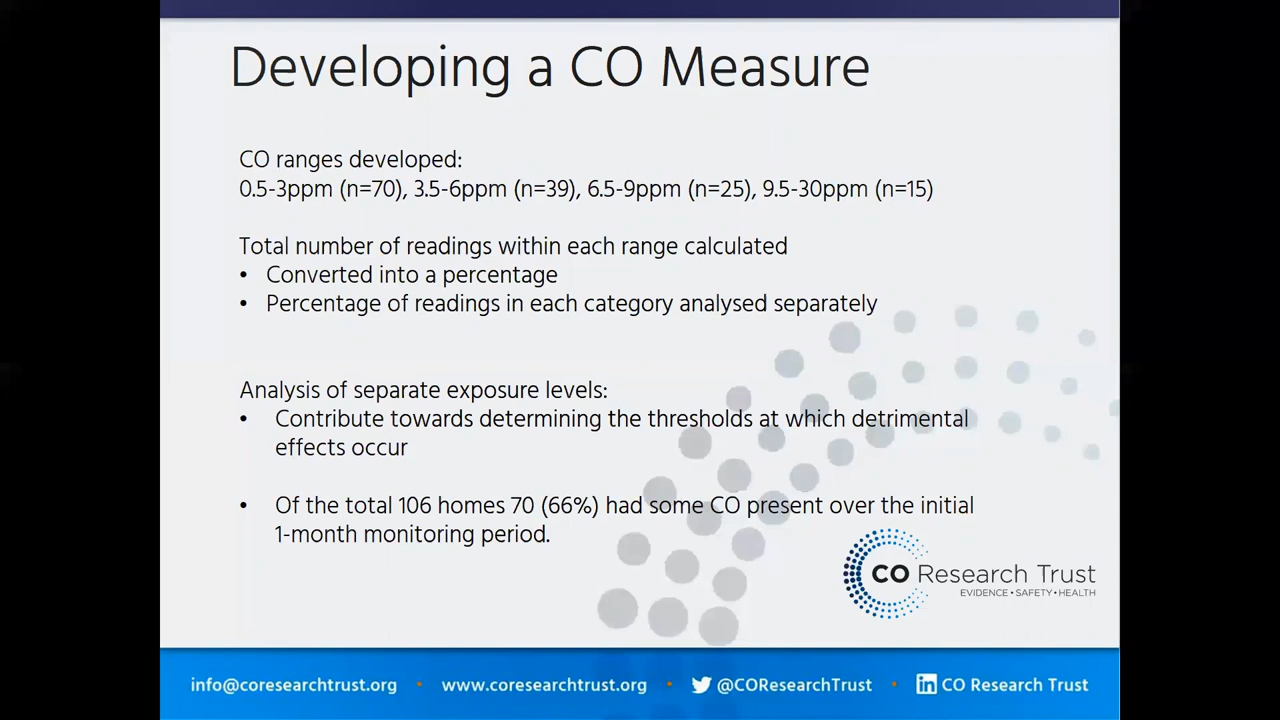 Developing a CO Measure
CO ranges developed:
0.5-3ppm (n=70), 3.5-6ppm (n=39), 6.5-9ppm (n=25), 9.5-30ppm (n=15)
Total number of readings within each range calculated
• Converted into a percentage
• Percentage of readings in each category analysed separately
Analysis of separate exposure levels:
• Contribute towards determining the thresholds at which detrimental
effects occur
• Of the total 106 homes 70 (66%) had some CO present over the initial
1-month monitoring period.
CO Research Trust
EVIDENCE • SAFETY • HEALTH
info@coresearchtrust.org • www.coresearchtrust.org • @COResearchTrust • in CO Research Trust